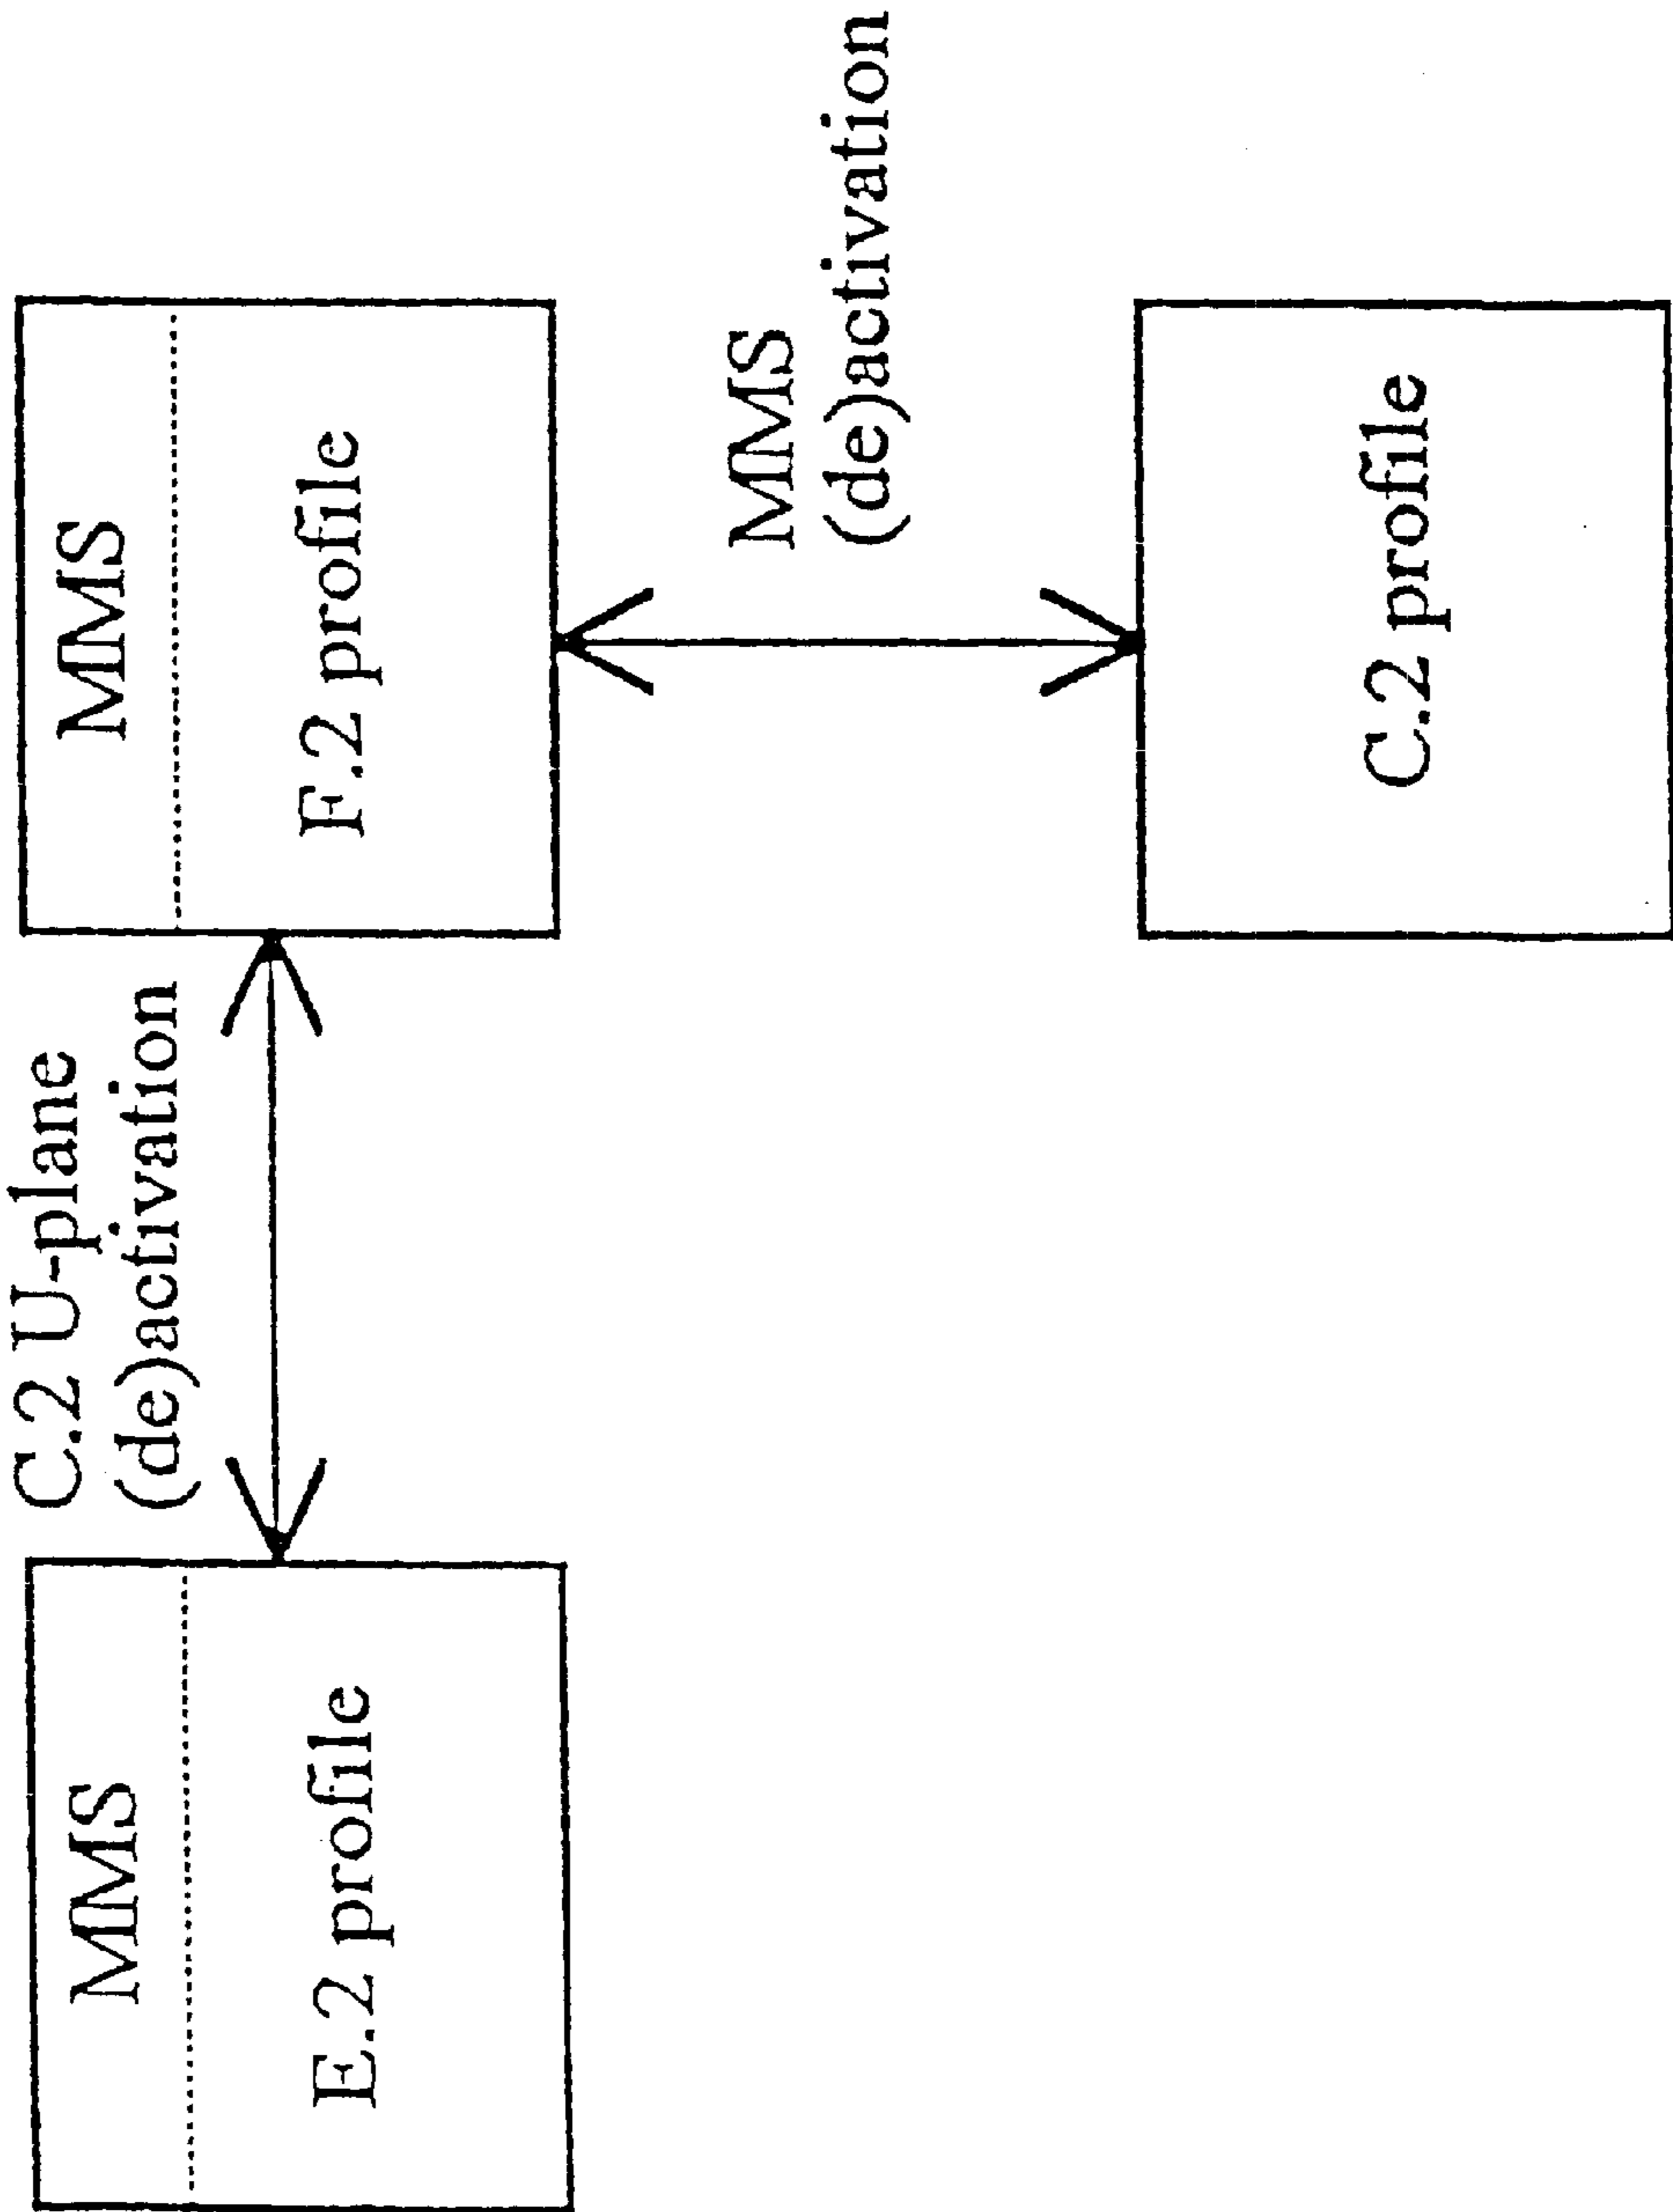 MMS
E.2 profile
C.2 U-plane
(de)activation
MMS
F.2 profile
MMS
(de)activation
C.2 profile